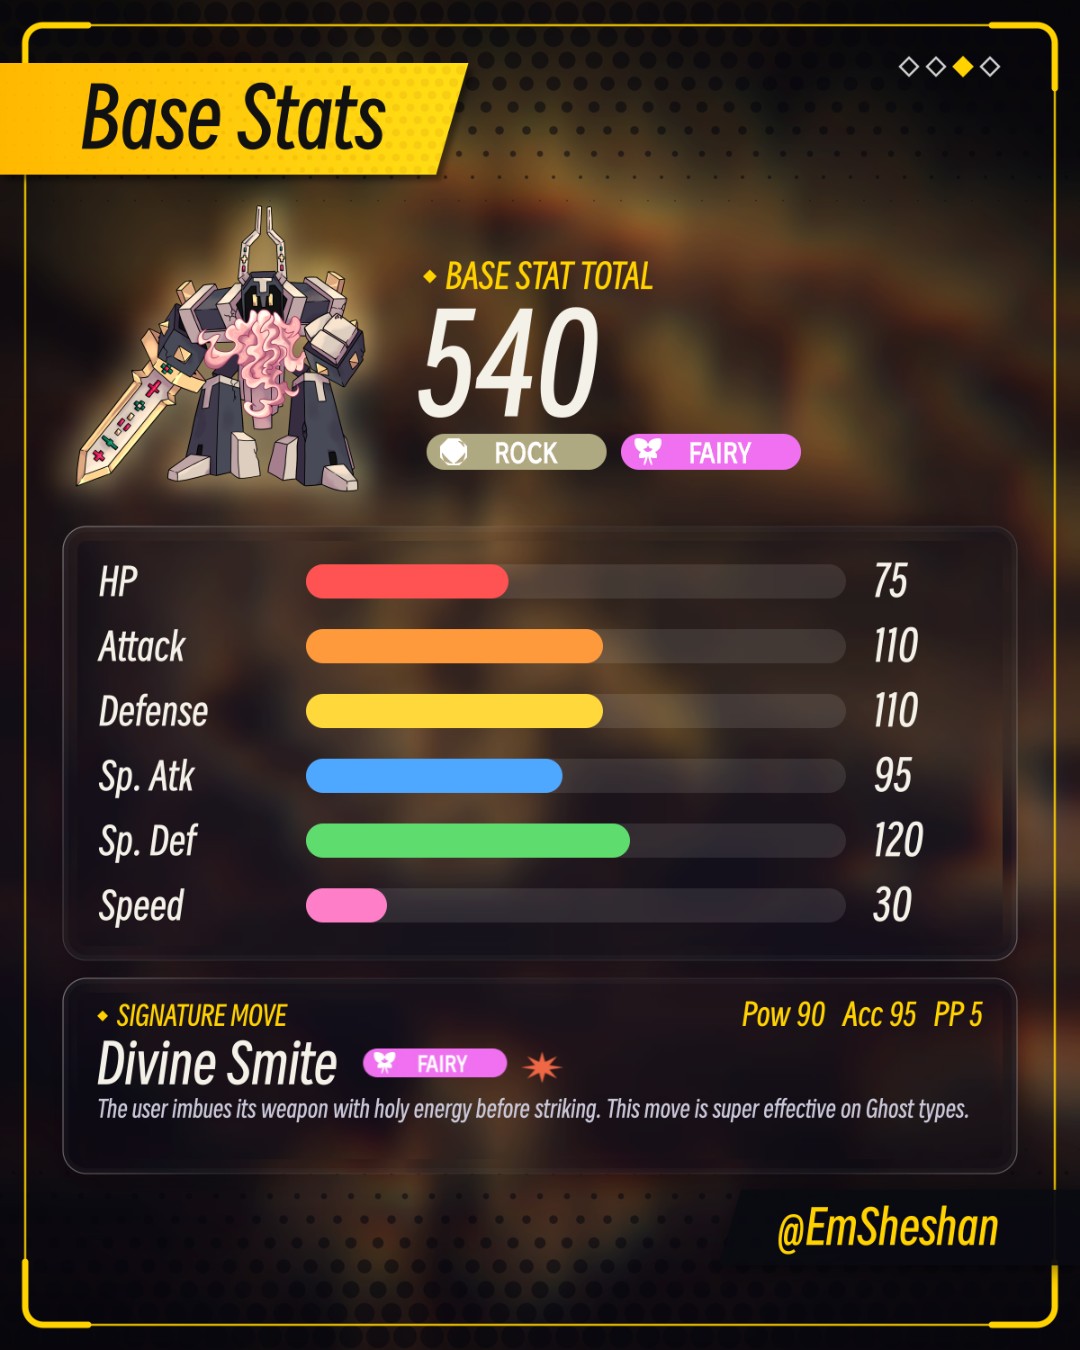 Base Stats
BASE STAT TOTAL
540
ROCK FAIRY
HP 75
Attack 110
Defense 110
Sp. Atk 95
Sp. Def 120
Speed 30
SIGNATURE MOVE Pow 90 Acc 95 PP 5
Divine Smite FAIRY
The user imbues its weapon with holy energy before striking. This move is super effective on Ghost types.
@EmSheshan